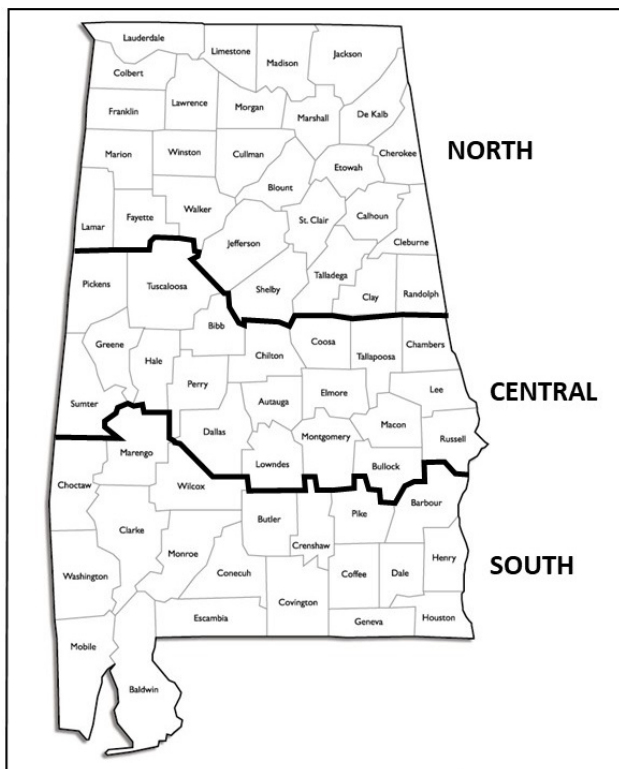 Lauderdale
Limestone
Madison
Jackson
Colbert
Lawrence
Morgan
Marshall
De Kalb
Franklin
Marion
Winston
Cullman
Blount
Etowah
Cherokee
NORTH
Lamar
Fayette
Walker
Jefferson
St. Clair
Calhoun
Cleburne
Talladega
Shelby
Clay
Randolph
Pickens
Tuscaloosa
Bibb
Greene
Hale
Perry
Chilton
Coosa
Tallapoosa
Chambers
Lee
CENTRAL
Sumter
Autauga
Elmore
Dallas
Montgomery
Macon
Russell
Lowndes
Bullock
Marengo
Choctaw
Wilcox
Butler
Pike
Barbour
Clarke
Crenshaw
Monroe
Conecuh
Coffee
Dale
Henry
SOUTH
Washington
Covington
Escambia
Geneva
Houston
Mobile
Baldwin